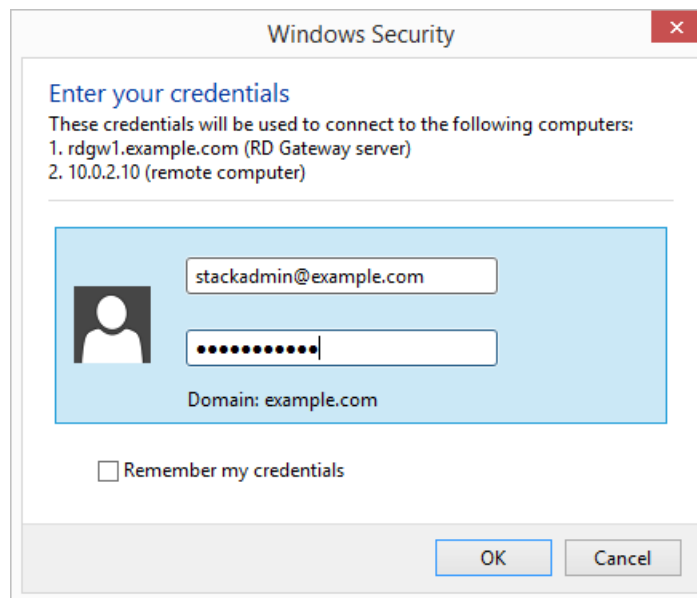 Windows Security
Enter your credentials
These credentials will be used to connect to the following computers:
1. rdgw1.example.com (RD Gateway server)
2. 10.0.2.10 (remote computer)
stackadmin@example.com
●●●●●●●●●●●
Domain: example.com
Remember my credentials
OK
Cancel